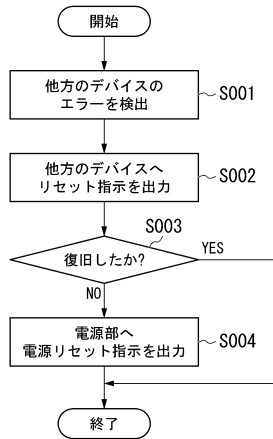 開始
他方のデバイスの
エラーを検出
S001
他方のデバイスへ
リセット指示を出力
S002
S003
復旧したか?
YES
NO
電源部へ
電源リセット指示を出力
S004
終了